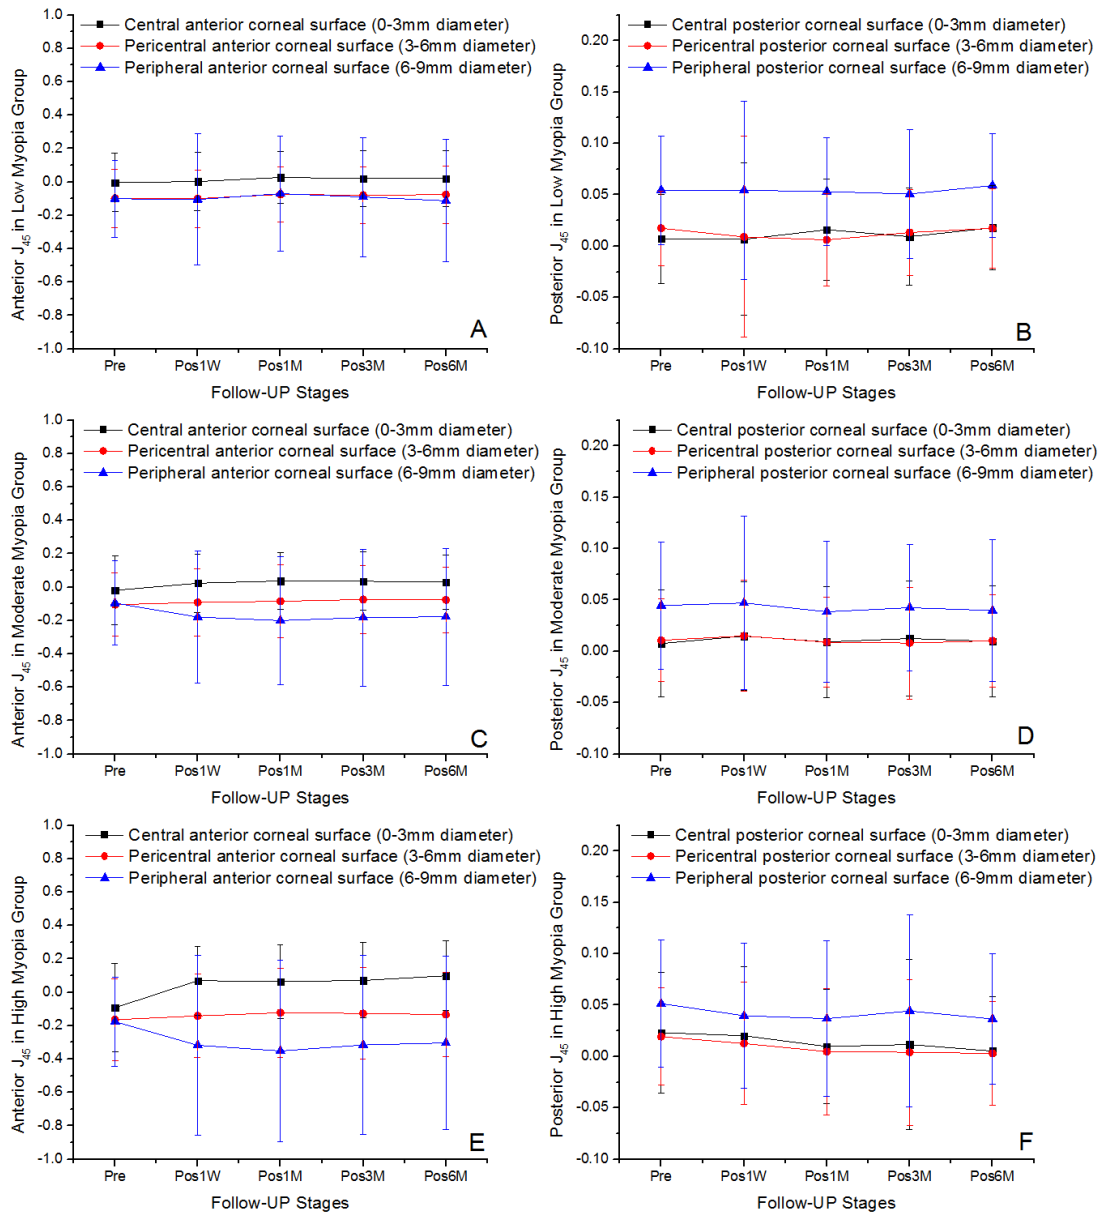 Central anterior corneal surface (0-3mm diameter)
Pericentral anterior corneal surface (3-6mm diameter)
Peripheral anterior corneal surface (6-9mm diameter)
Anterior J45 in Low Myopia Group
1.0
0.8
0.6
0.4
0.2
0.0
-0.2
-0.4
-0.6
-0.8
-1.0
A
Pre Pos1W Pos1M Pos3M Pos6M
Follow-UP Stages
Central posterior corneal surface (0-3mm diameter)
Pericentral posterior corneal surface (3-6mm diameter)
Peripheral posterior corneal surface (6-9mm diameter)
Posterior J45 in Low Myopia Group
0.20
0.15
0.10
0.05
0.00
-0.05
-0.10
B
Pre Pos1W Pos1M Pos3M Pos6M
Follow-UP Stages
Central anterior corneal surface (0-3mm diameter)
Pericentral anterior corneal surface (3-6mm diameter)
Peripheral anterior corneal surface (6-9mm diameter)
Anterior J45 in Moderate Myopia Group
1.0
0.8
0.6
0.4
0.2
0.0
-0.2
-0.4
-0.6
-0.8
-1.0
C
Pre Pos1W Pos1M Pos3M Pos6M
Follow-UP Stages
Central posterior corneal surface (0-3mm diameter)
Pericentral posterior corneal surface (3-6mm diameter)
Peripheral posterior corneal surface (6-9mm diameter)
Posterior J45 in Moderate Myopia Group
0.20
0.15
0.10
0.05
0.00
-0.05
-0.10
D
Pre Pos1W Pos1M Pos3M Pos6M
Follow-UP Stages
Central anterior corneal surface (0-3mm diameter)
Pericentral anterior corneal surface (3-6mm diameter)
Peripheral anterior corneal surface (6-9mm diameter)
Anterior J45 in High Myopia Group
1.0
0.8
0.6
0.4
0.2
0.0
-0.2
-0.4
-0.6
-0.8
-1.0
E
Pre Pos1W Pos1M Pos3M Pos6M
Follow-UP Stages
Central posterior corneal surface (0-3mm diameter)
Pericentral posterior corneal surface (3-6mm diameter)
Peripheral posterior corneal surface (6-9mm diameter)
Posterior J45 in High Myopia Group
0.20
0.15
0.10
0.05
0.00
-0.05
-0.10
F
Pre Pos1W Pos1M Pos3M Pos6M
Follow-UP Stages